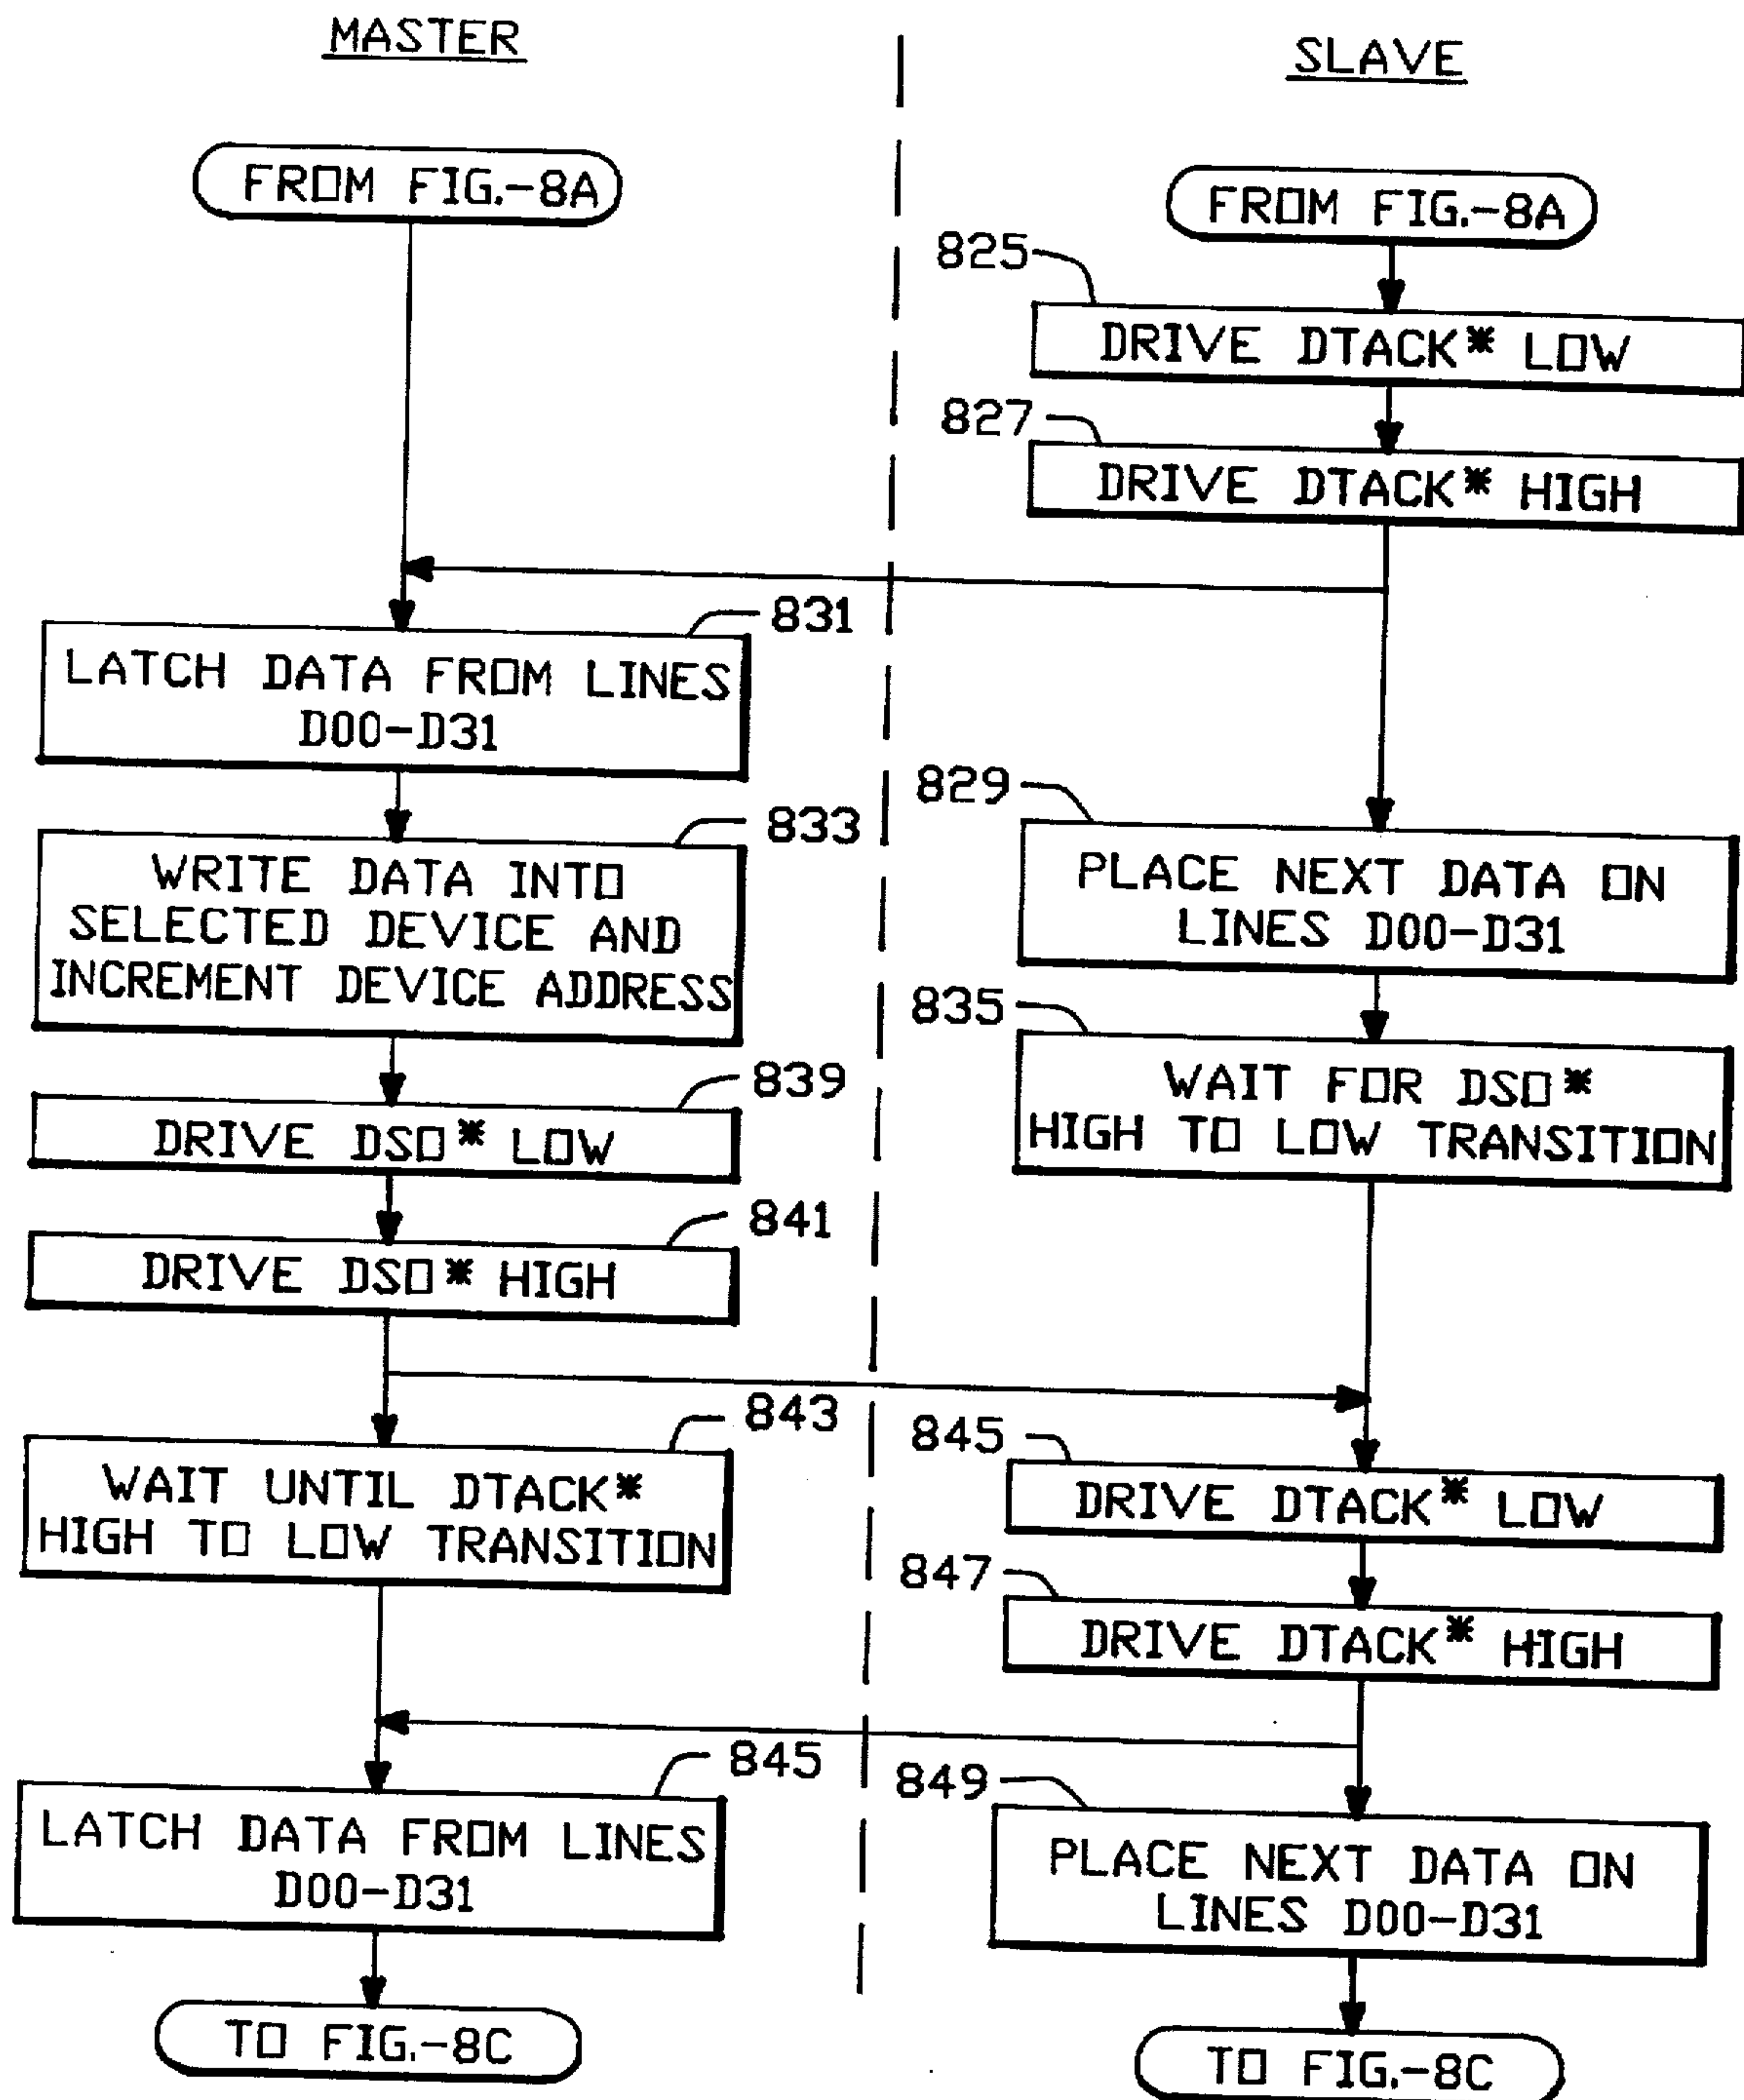 MASTER
SLAVE
FROM FIG.-8A
FROM FIG.-8A
825
DRIVE DTACK* LOW
827
DRIVE DTACK* HIGH
831
LATCH DATA FROM LINES
D00-D31
829
PLACE NEXT DATA ON
LINES D00-D31
833
WRITE DATA INTO
SELECTED DEVICE AND
INCREMENT DEVICE ADDRESS
835
WAIT FOR DSO*
HIGH TO LOW TRANSITION
839
DRIVE DSO* LOW
841
DRIVE DSO* HIGH
843
WAIT UNTIL DTACK*
HIGH TO LOW TRANSITION
845
DRIVE DTACK* LOW
847
DRIVE DTACK* HIGH
845
LATCH DATA FROM LINES
D00-D31
849
PLACE NEXT DATA ON
LINES D00-D31
TO FIG.-8C
TO FIG.-8C